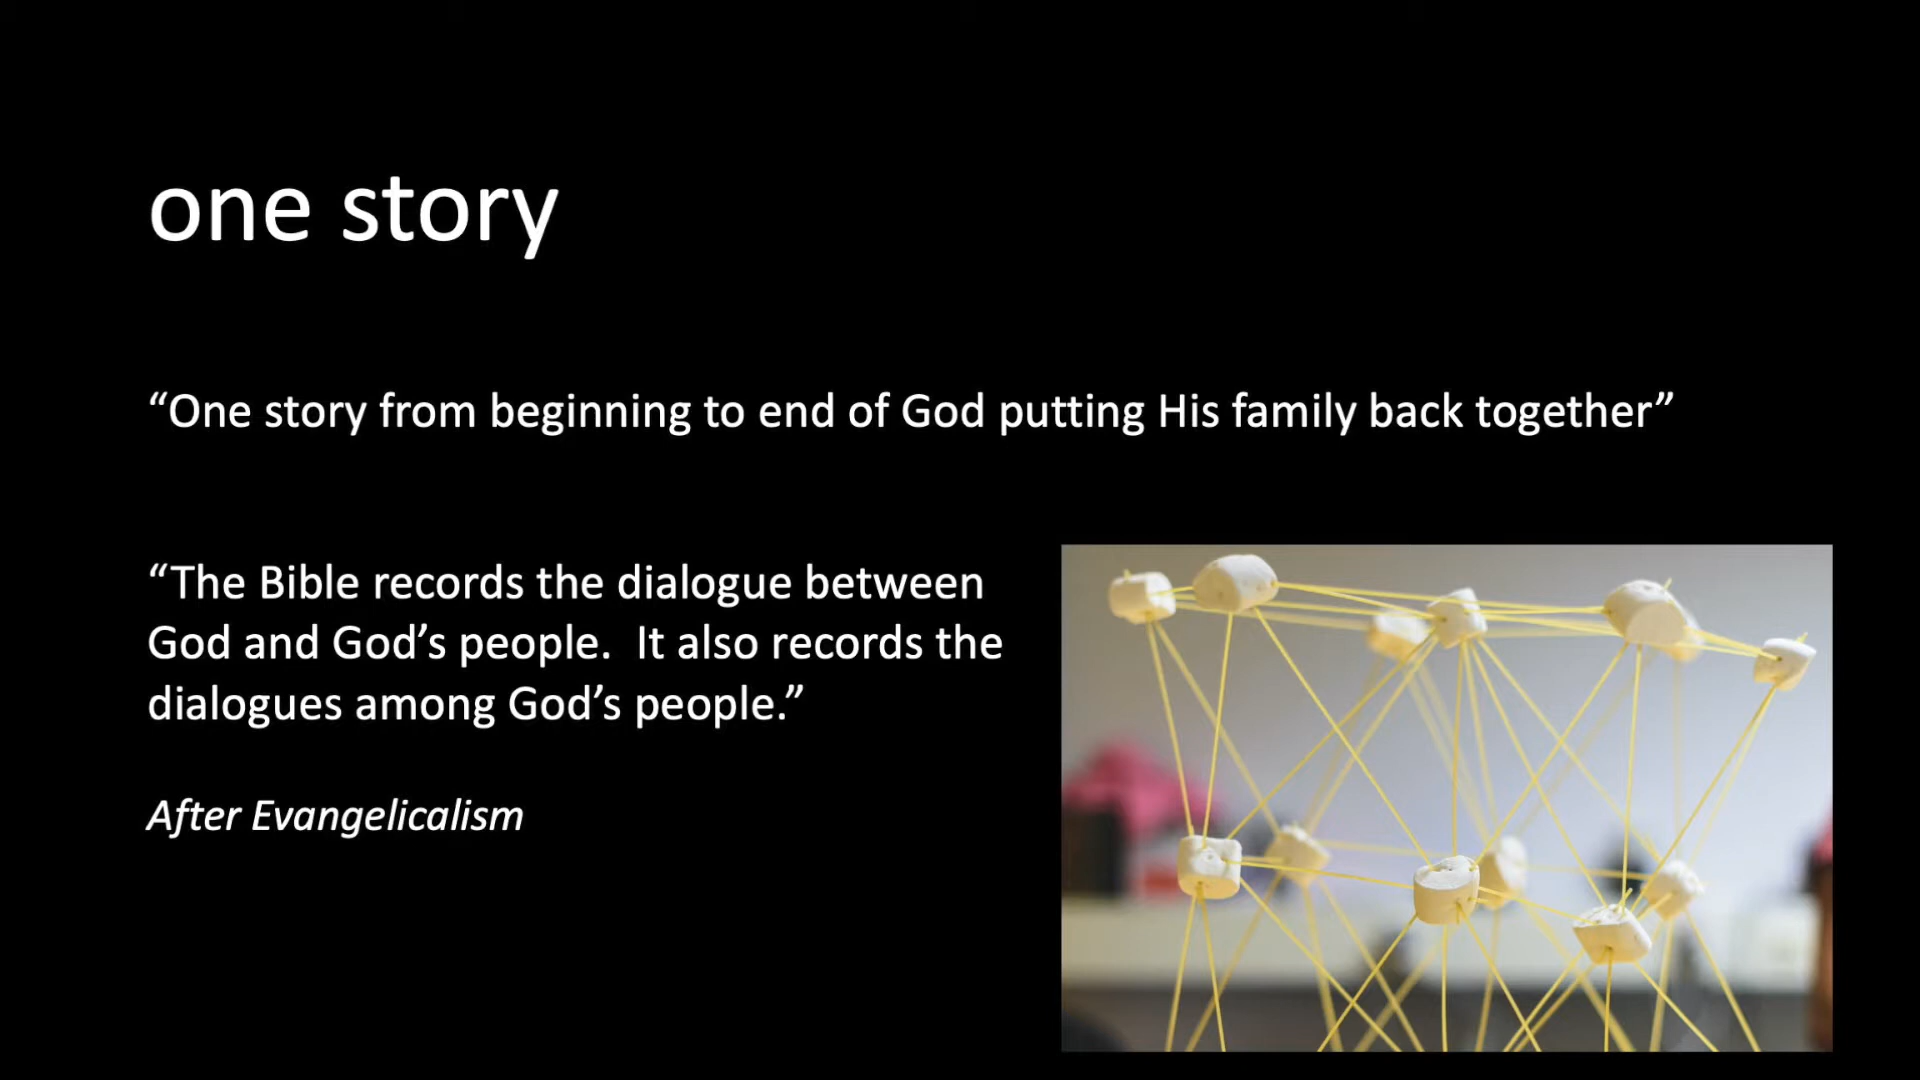 one story
“One story from beginning to end of God putting His family back together”
“The Bible records the dialogue between
God and God’s people.  It also records the
dialogues among God’s people.”
After Evangelicalism